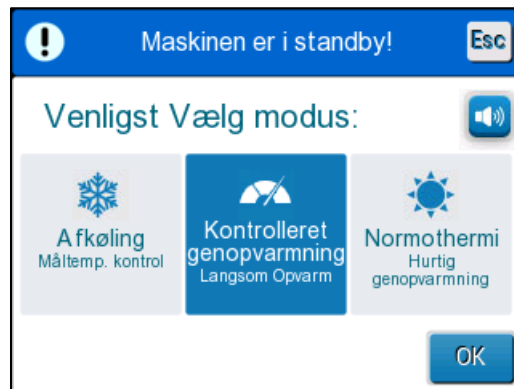 Maskinen er i standby!
Esc
Venligst Vælg modus:
Afkøling
Måltemp. kontrol
Kontrolleret
genopvarmning
Langsom Opvarm
Normothermi
Hurtig
genopvarmning
OK